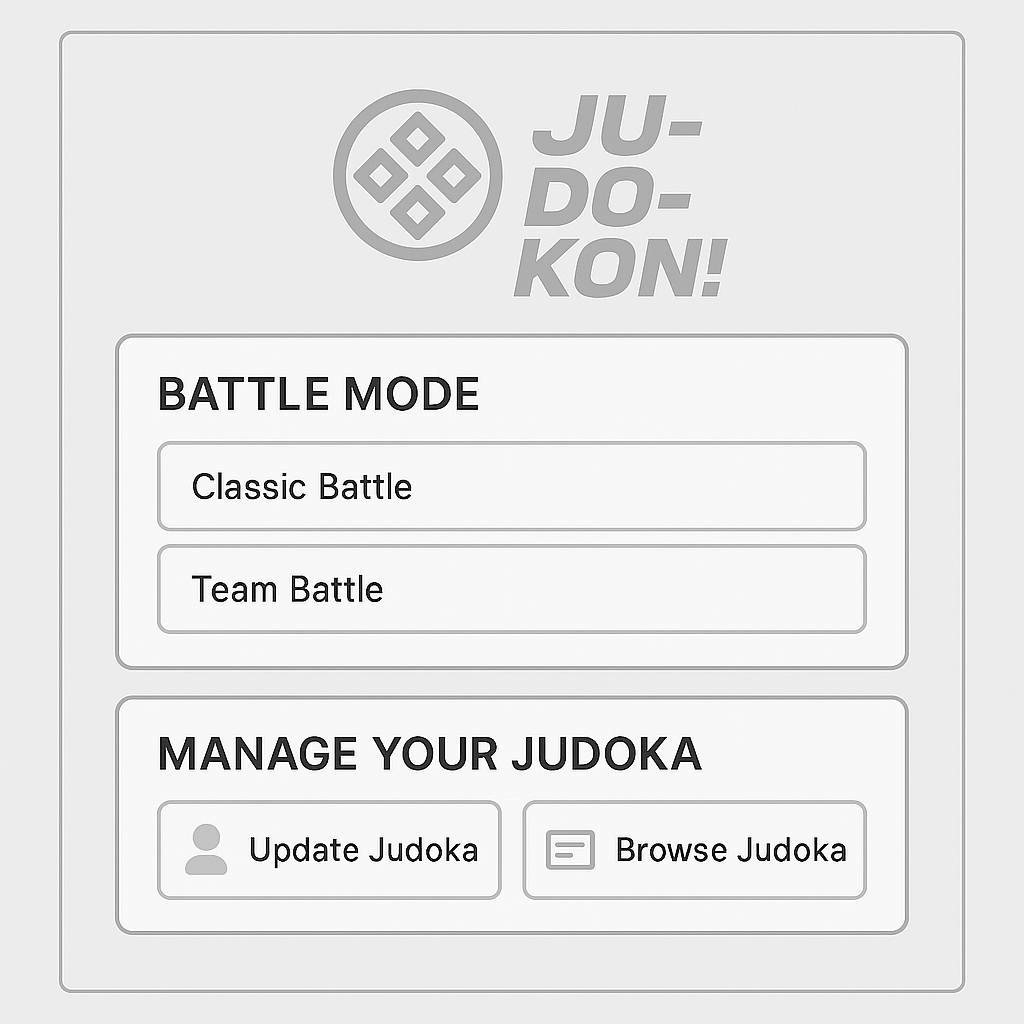 JU-
DO-
KON!
BATTLE MODE
Classic Battle
Team Battle
MANAGE YOUR JUDOKA
Update Judoka
Browse Judoka